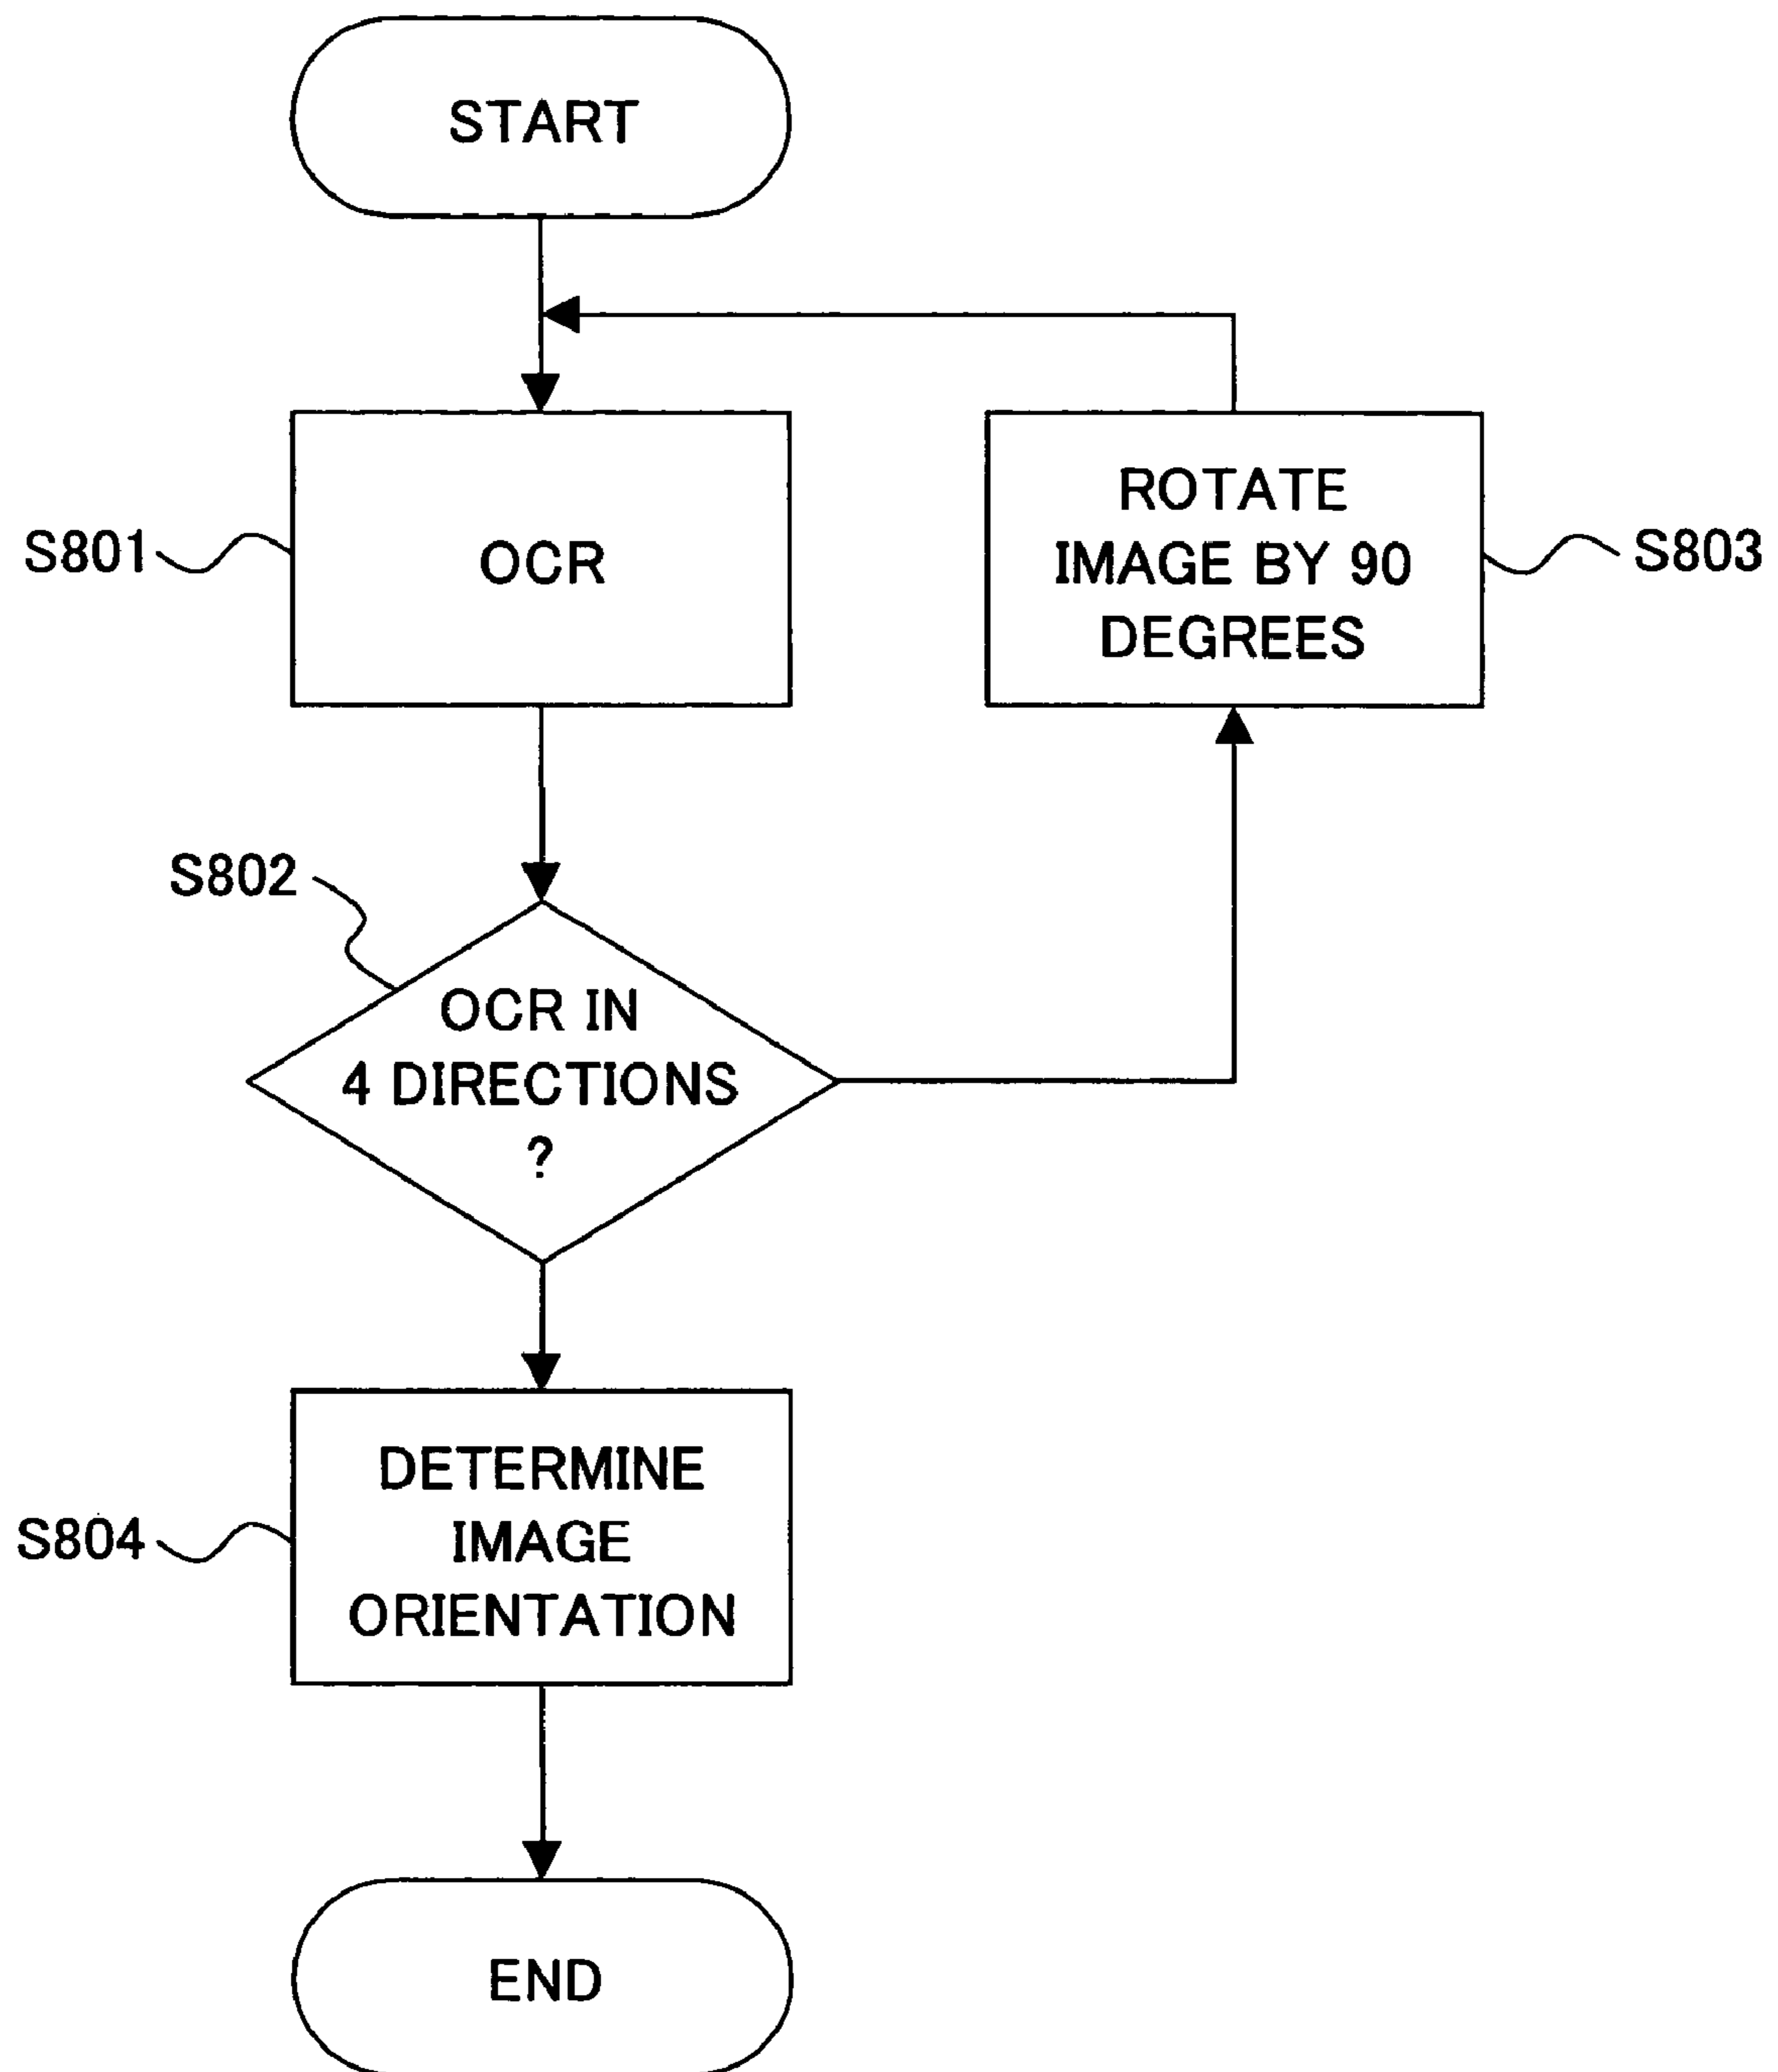 START
S801
OCR
ROTATE
IMAGE BY 90
DEGREES
S803
S802
OCR IN
4 DIRECTIONS
?
S804
DETERMINE
IMAGE
ORIENTATION
END